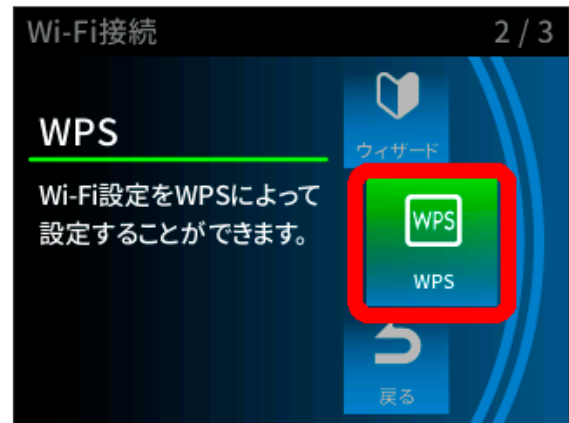 Wi-Fi接続 2 / 3
WPS
Wi-Fi設定をWPSによって
設定することができます。
ウィザード
WPS
WPS
戻る